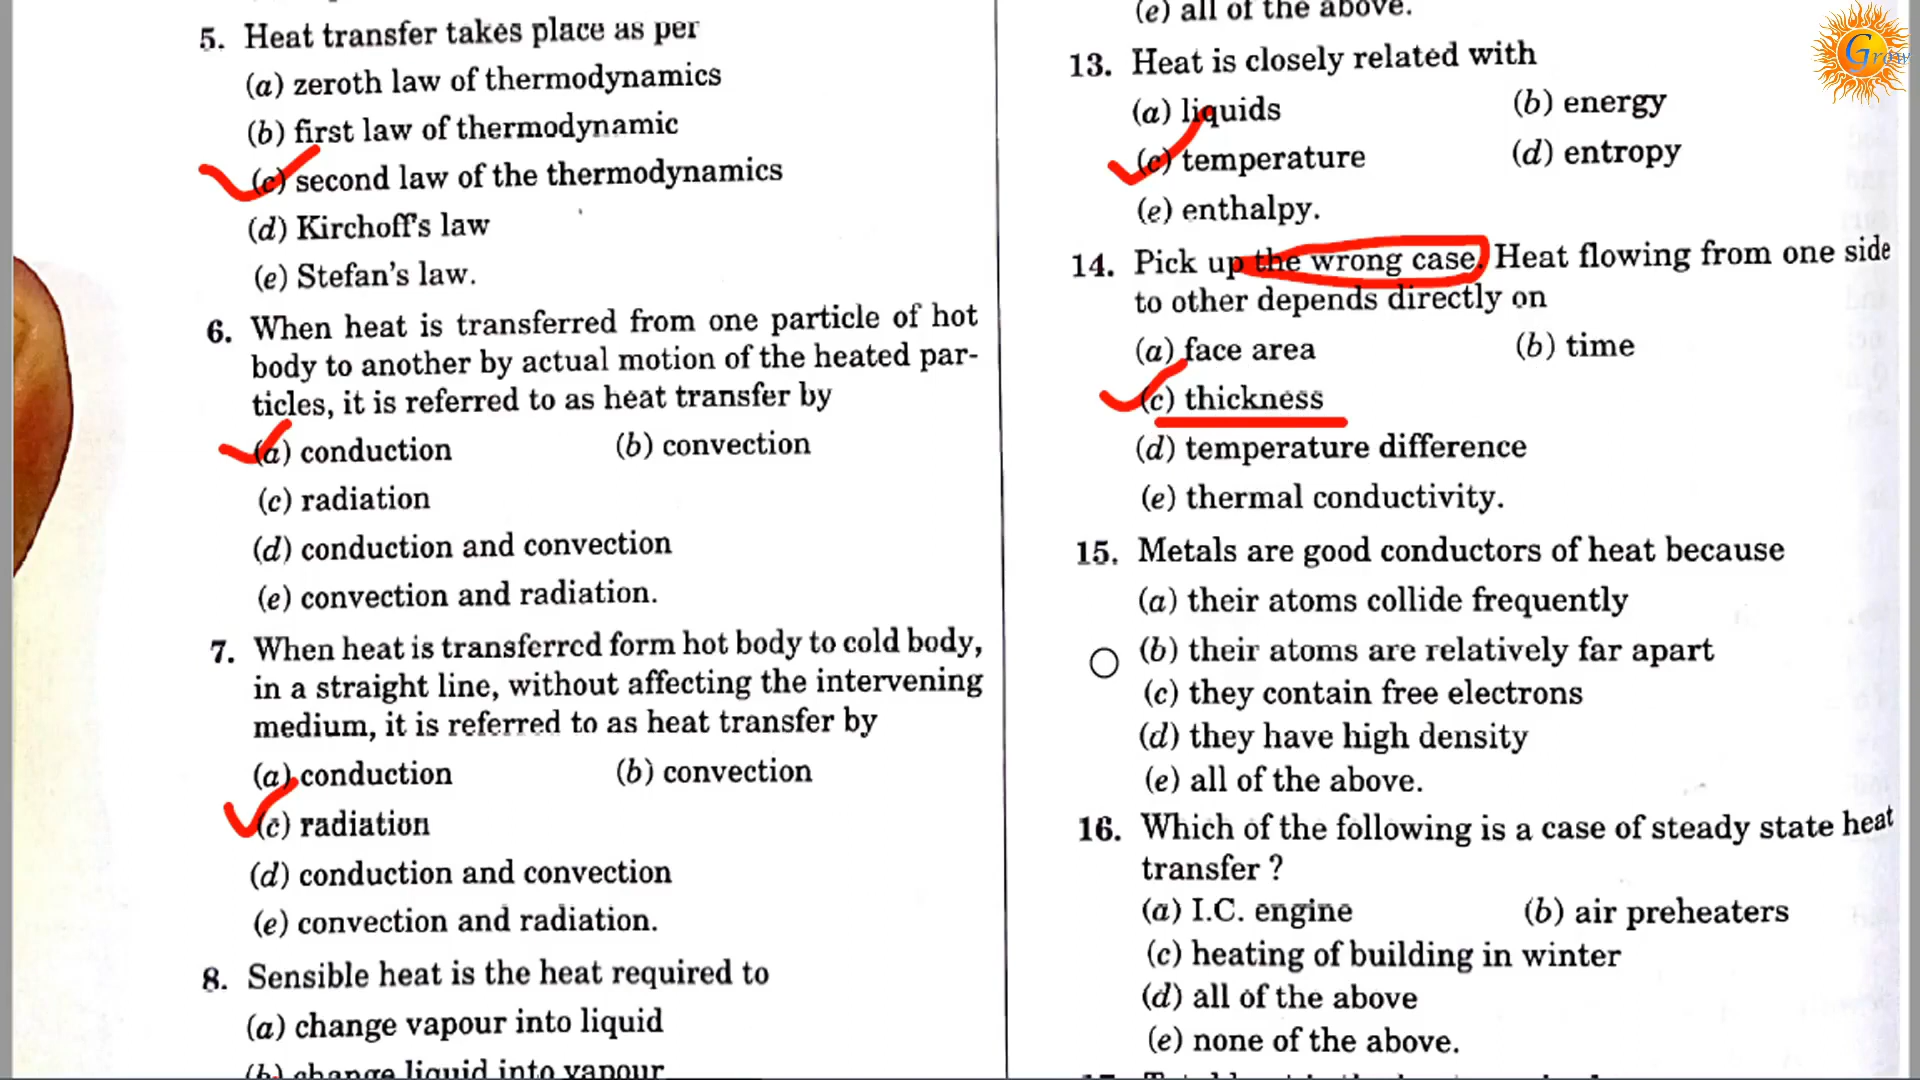 5. Heat transfer takes place as per
(a) zeroth law of thermodynamics
(b) first law of thermodynamic
(c) second law of the thermodynamics
(d) Kirchoff's law
(e) Stefan's law.
6. When heat is transferred from one particle of hot
body to another by actual motion of the heated par-
ticles, it is referred to as heat transfer by
(a) conduction (b) convection
(c) radiation
(d) conduction and convection
(e) convection and radiation.
7. When heat is transferred form hot body to cold body,
in a straight line, without affecting the intervening
medium, it is referred to as heat transfer by
(a) conduction (b) convection
(c) radiation
(d) conduction and convection
(e) convection and radiation.
8. Sensible heat is the heat required to
(a) change vapour into liquid
(b) change liquid into vapour
(e) all of the above.
13. Heat is closely related with
(a) liquids (b) energy
(c) temperature (d) entropy
(e) enthalpy.
14. Pick up the wrong case. Heat flowing from one side
to other depends directly on
(a) face area (b) time
(c) thickness
(d) temperature difference
(e) thermal conductivity.
15. Metals are good conductors of heat because
(a) their atoms collide frequently
(b) their atoms are relatively far apart
(c) they contain free electrons
(d) they have high density
(e) all of the above.
16. Which of the following is a case of steady state heat
transfer ?
(a) I.C. engine (b) air preheaters
(c) heating of building in winter
(d) all of the above
(e) none of the above.
Grow